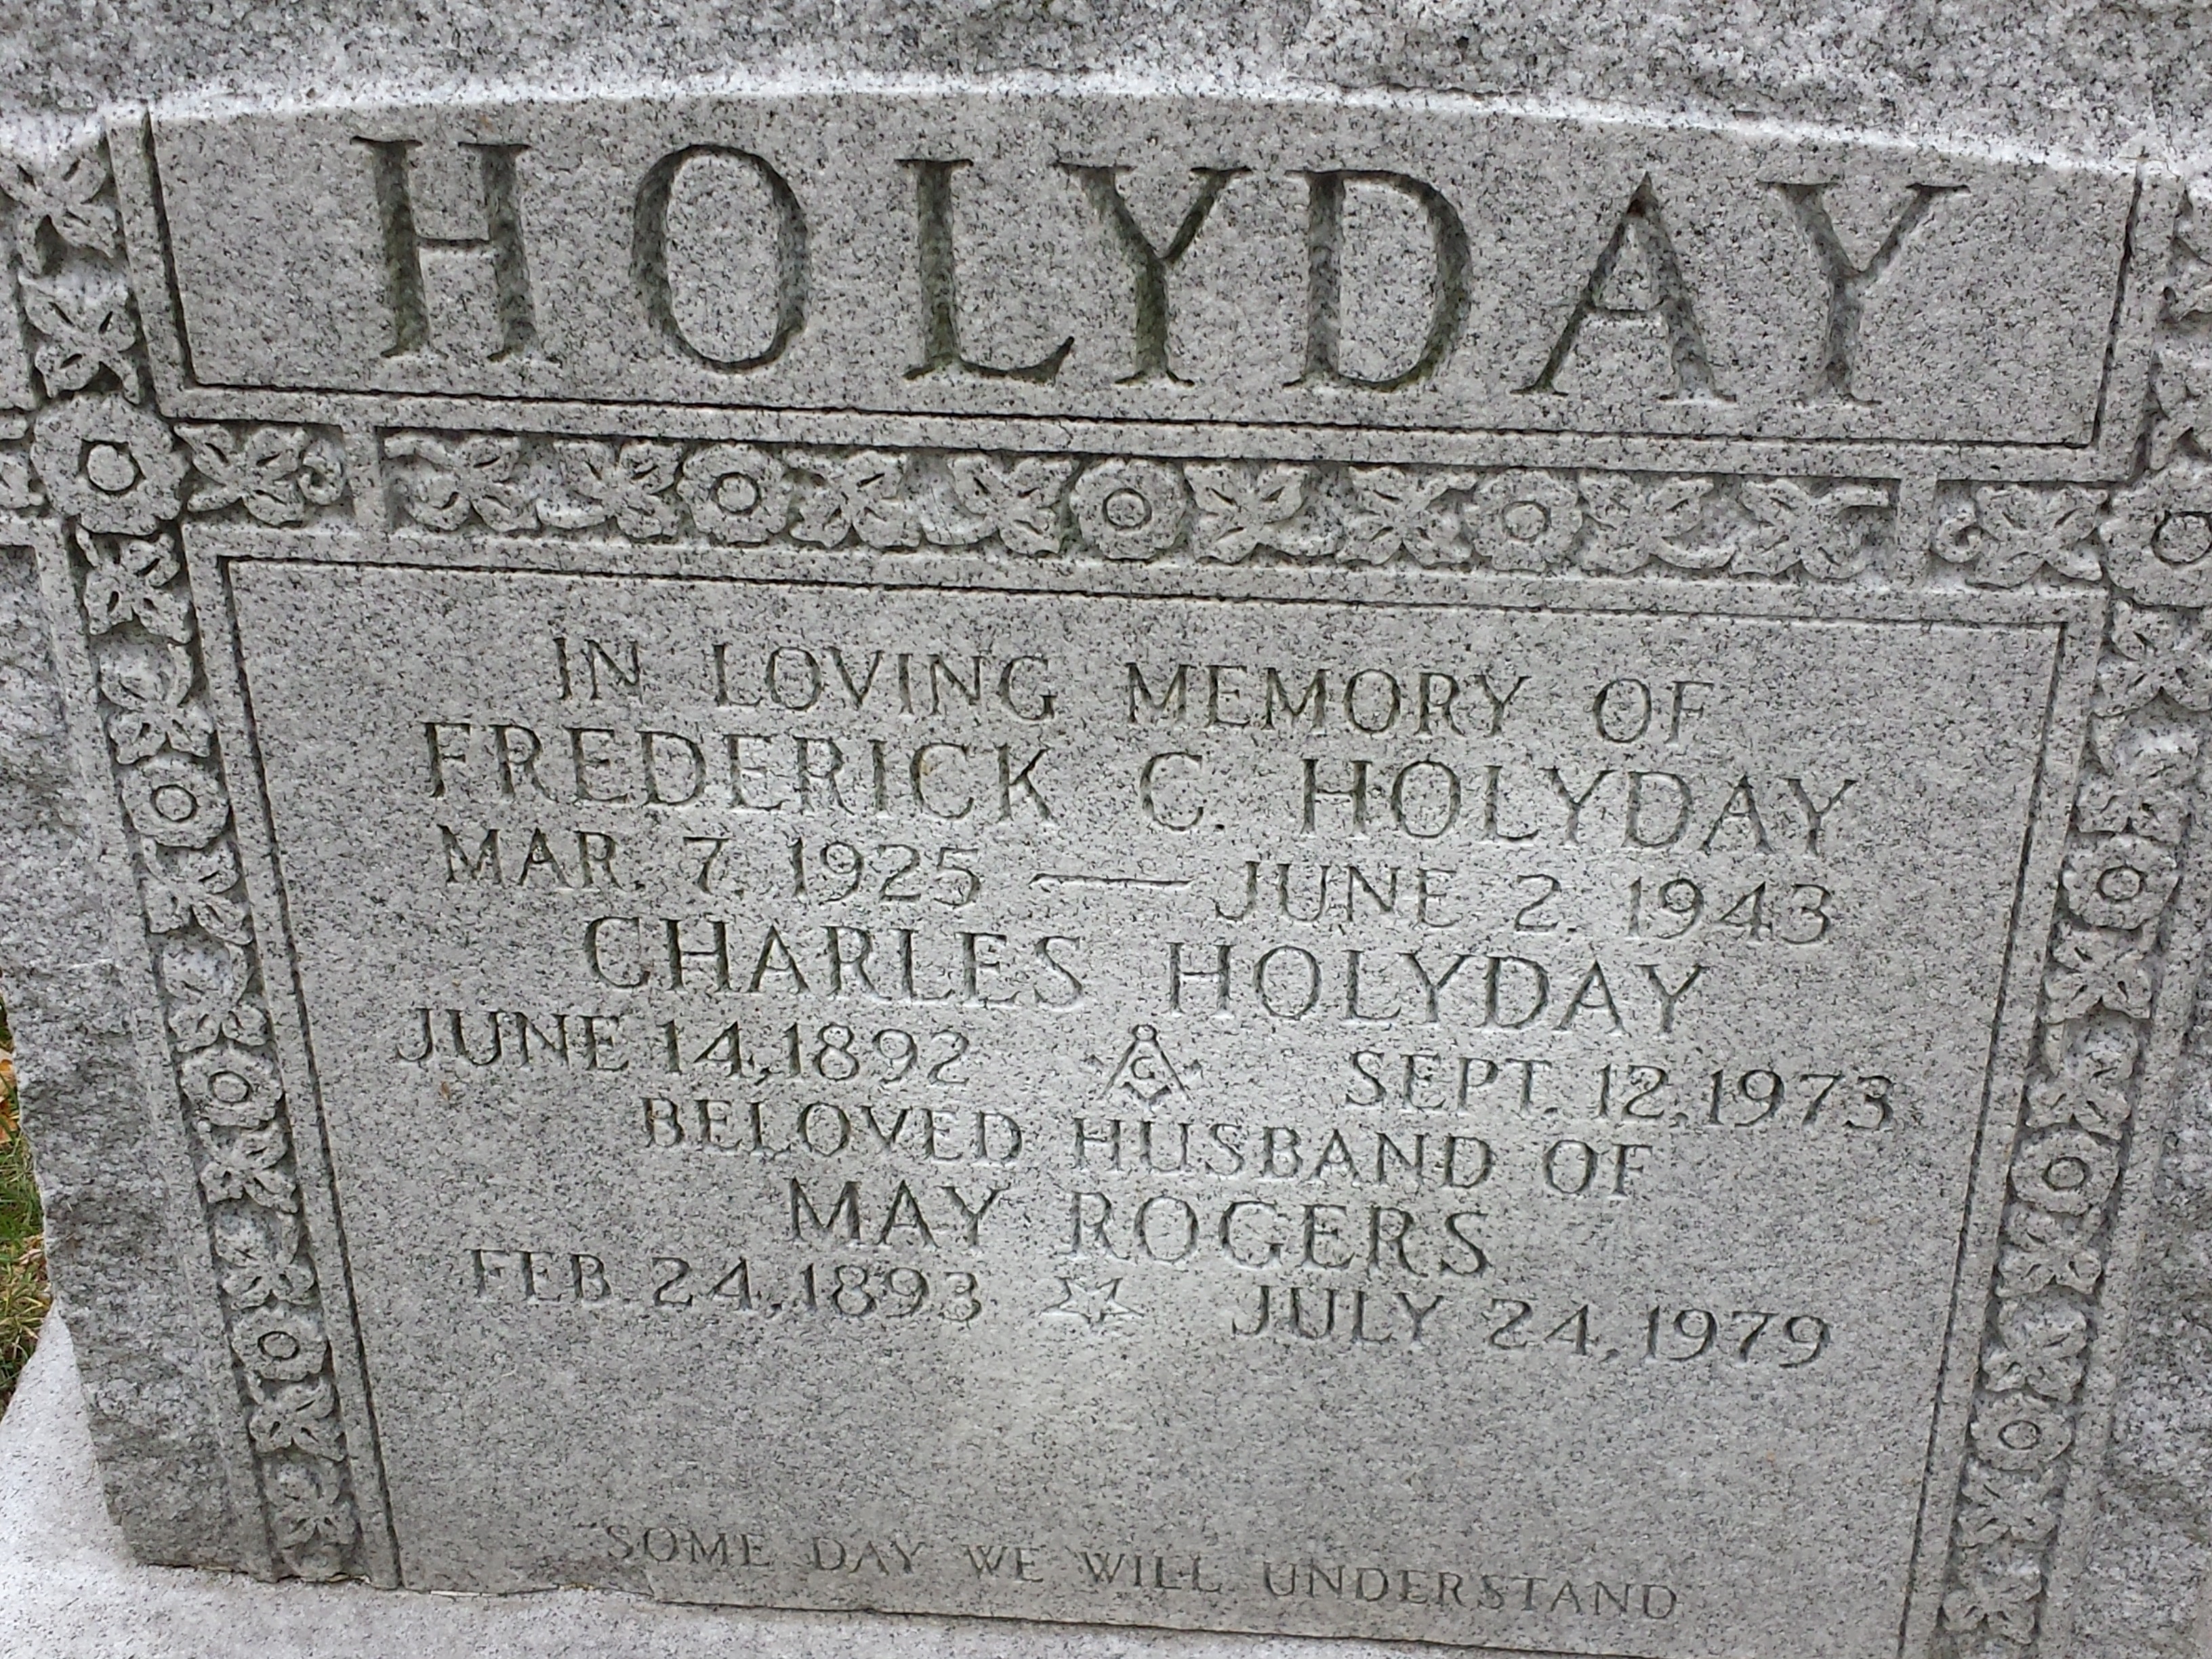 HOLYDAY
IN LOVING MEMORY OF
FREDERICK C. HOLYDAY
MAR. 7, 1925 — JUNE 2, 1943
CHARLES HOLYDAY
JUNE 14, 1892 G SEPT. 12, 1973
BELOVED HUSBAND OF
MAY ROGERS
FEB. 24, 1893 JULY 24, 1979
SOME DAY WE WILL UNDERSTAND